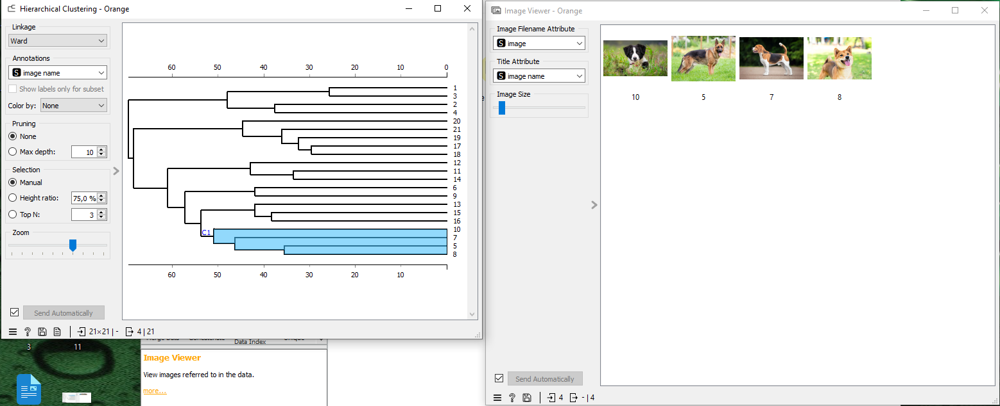 Hierarchical Clustering - Orange
Linkage
Ward
Annotations
S image name
Show labels only for subset
Color by: None
Pruning
None
Max depth: 10
Selection
Manual
Height ratio: 75,0 %
Top N: 3
Zoom
Send Automatically
21×21 | - 4 | 21
60 50 40 30 20 10 0
1
3
2
4
20
21
19
17
18
12
11
14
6
9
13
15
16
C1
10
7
5
8
60 50 40 30 20 10
3 11
Data Index
Image Viewer
View images referred to in the data.
more...
Image Viewer - Orange
Image Filename Attribute
S image
Title Attribute
S image name
Image Size
Send Automatically
4 - | 4
10 5 7 8